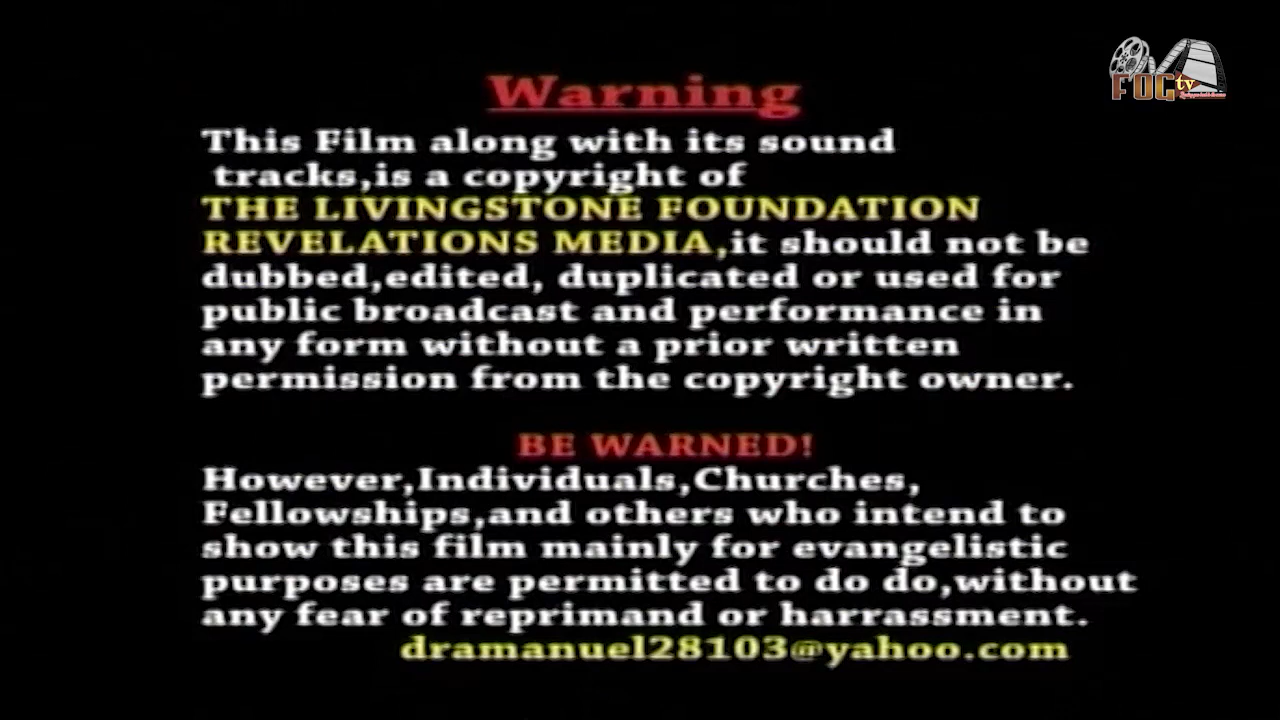 FOG tv
Warning
This Film along with its sound
tracks,is a copyright of
THE LIVINGSTONE FOUNDATION
REVELATIONS MEDIA,it should not be
dubbed,edited, duplicated or used for
public broadcast and performance in
any form without a prior written
permission from the copyright owner.
BE WARNED!
However,Individuals,Churches,
Fellowships,and others who intend to
show this film mainly for evangelistic
purposes are permitted to do do,without
any fear of reprimand or harrassment.
dramanuel28103@yahoo.com